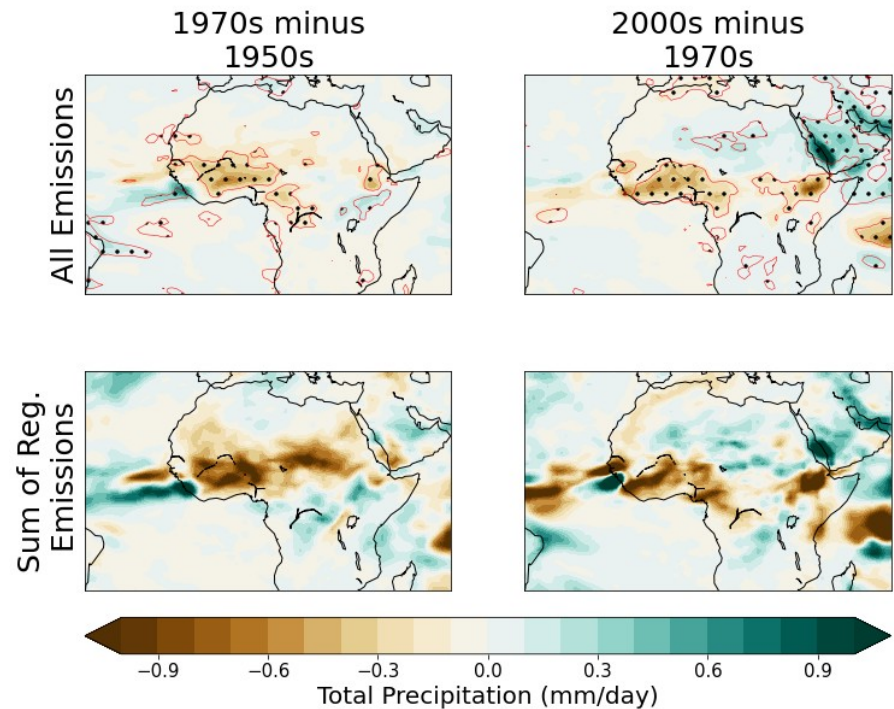 1970s minus
1950s
2000s minus
1970s
All Emissions
Sum of Reg.
Emissions
−0.9 −0.6 −0.3 0.0 0.3 0.6 0.9
Total Precipitation (mm/day)